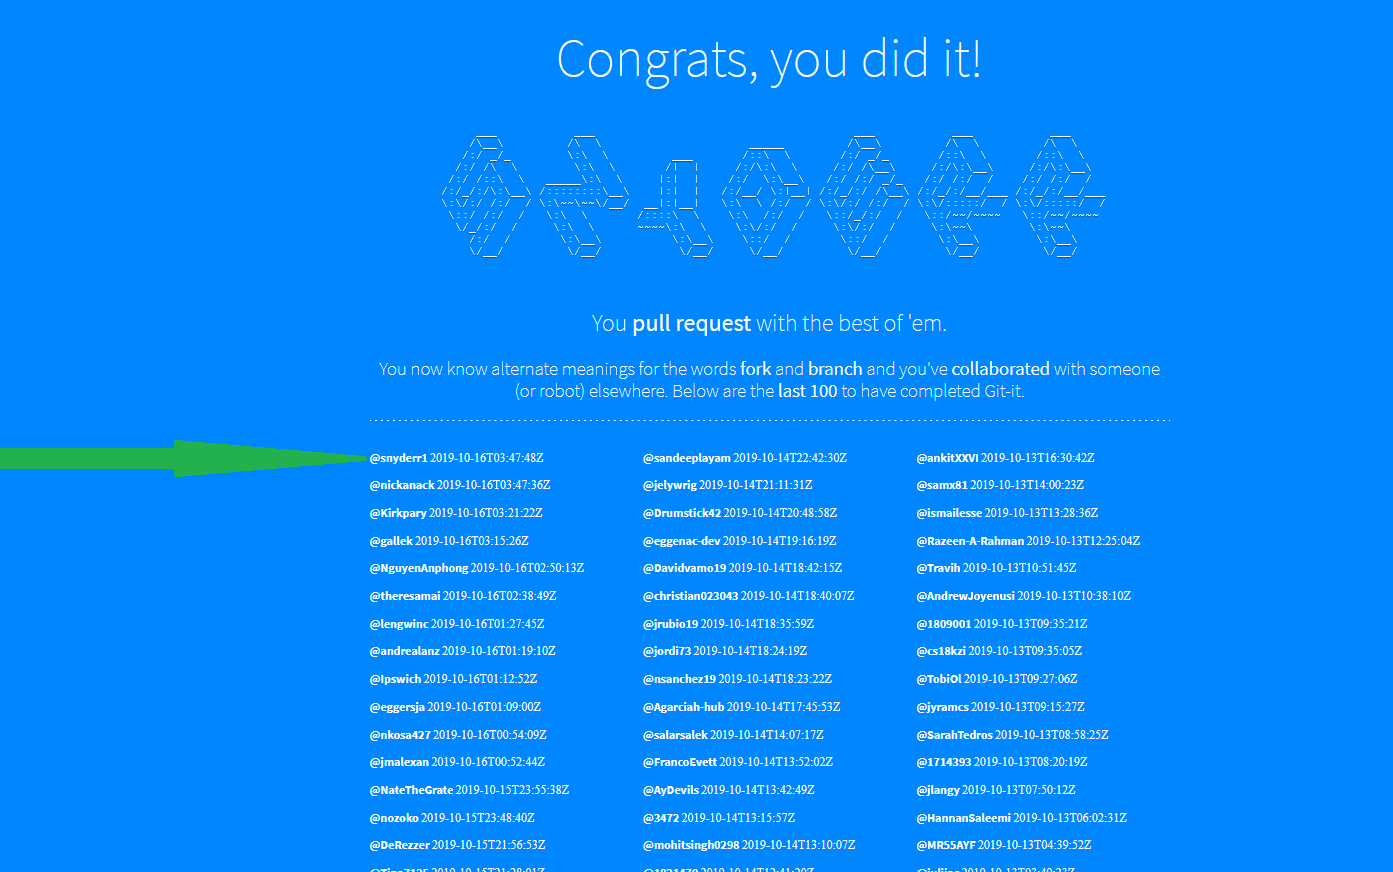 Congrats, you did it!
You pull request with the best of 'em.
You now know alternate meanings for the words fork and branch and you've collaborated with someone
(or robot) elsewhere. Below are the last 100 to have completed Git-it.
@snyderr1 2019-10-16T03:47:48Z
@nickanack 2019-10-16T03:47:36Z
@Kirkpary 2019-10-16T03:21:22Z
@gallek 2019-10-16T03:15:26Z
@NguyenAnphong 2019-10-16T02:50:13Z
@theresamai 2019-10-16T02:38:49Z
@lengwinc 2019-10-16T01:27:45Z
@andrealanz 2019-10-16T01:19:10Z
@Ipswich 2019-10-16T01:12:52Z
@eggersja 2019-10-16T01:09:00Z
@nkosa427 2019-10-16T00:54:09Z
@jmalexan 2019-10-16T00:52:44Z
@NateTheGrate 2019-10-15T23:55:38Z
@nozoko 2019-10-15T23:48:40Z
@DeRezzer 2019-10-15T21:56:53Z
@sandeeplayam 2019-10-14T22:42:30Z
@jelywrig 2019-10-14T21:11:31Z
@Drumstick42 2019-10-14T20:48:58Z
@eggenac-dev 2019-10-14T19:16:19Z
@Davidvamo19 2019-10-14T18:42:15Z
@christian023043 2019-10-14T18:40:07Z
@jrubio19 2019-10-14T18:35:59Z
@jordi73 2019-10-14T18:24:19Z
@nsanchez19 2019-10-14T18:23:22Z
@Agarciah-hub 2019-10-14T17:45:53Z
@salarsalek 2019-10-14T14:07:17Z
@FrancoEvett 2019-10-14T13:52:02Z
@AyDevils 2019-10-14T13:42:49Z
@3472 2019-10-14T13:15:57Z
@mohitsingh0298 2019-10-14T13:10:07Z
@ankitXXVI 2019-10-13T16:30:42Z
@samx81 2019-10-13T14:00:23Z
@ismailesse 2019-10-13T13:28:36Z
@Razeen-A-Rahman 2019-10-13T12:25:04Z
@Travih 2019-10-13T10:51:45Z
@AndrewJoyenusi 2019-10-13T10:38:10Z
@1809001 2019-10-13T09:35:21Z
@cs18kzi 2019-10-13T09:35:05Z
@TobiOl 2019-10-13T09:27:06Z
@jyramcs 2019-10-13T09:15:27Z
@SarahTedros 2019-10-13T08:58:25Z
@1714393 2019-10-13T08:20:19Z
@jlangy 2019-10-13T07:50:12Z
@HannanSaleemi 2019-10-13T06:02:31Z
@MR55AYF 2019-10-13T04:39:52Z